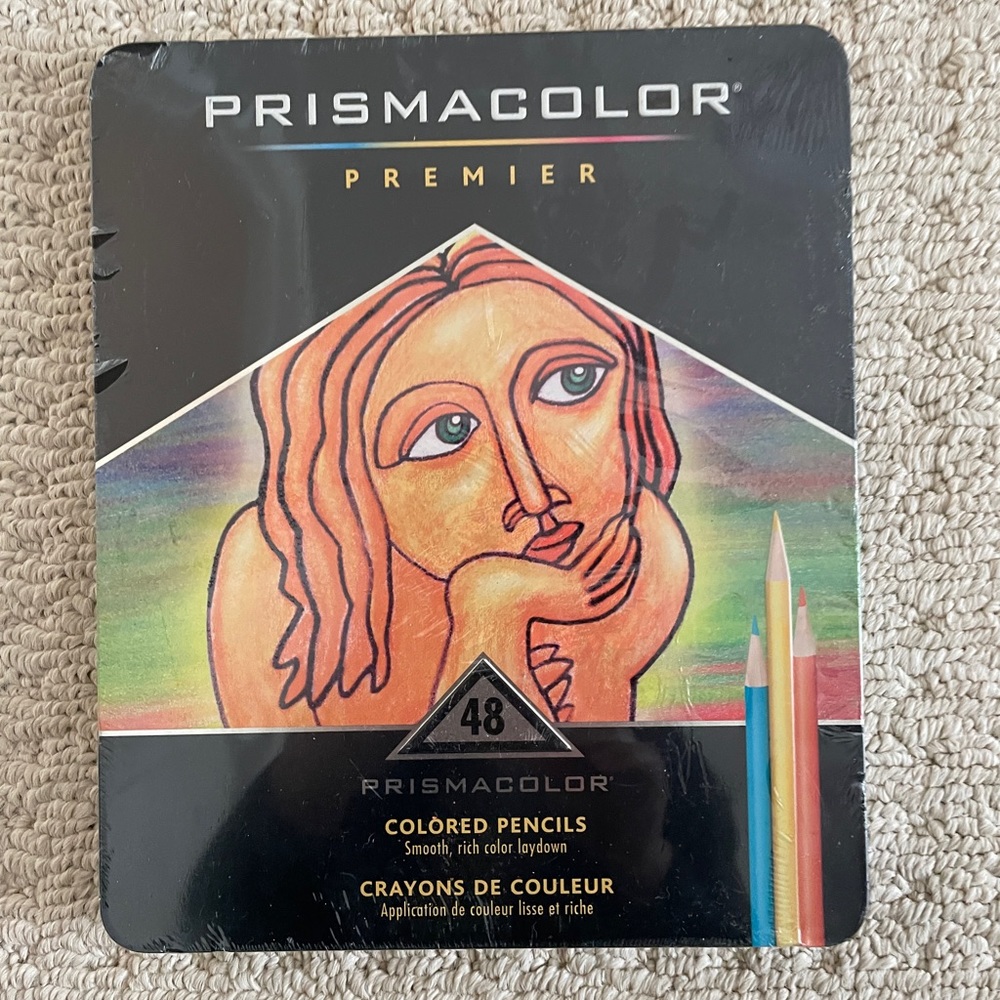 PRISMACOLOR®
PREMIER
48
PRISMACOLOR®
COLORED PENCILS
Smooth, rich color laydown
CRAYONS DE COULEUR
Application de couleur lisse et riche